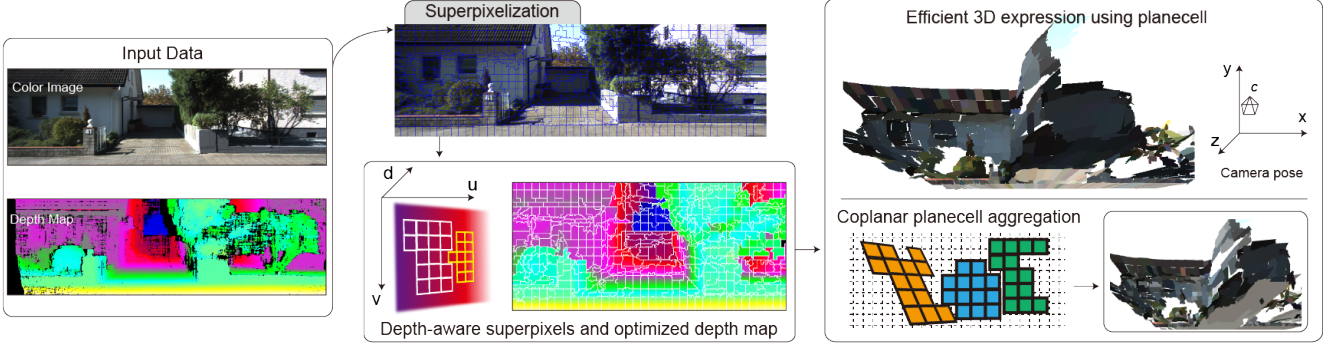 Input Data
Color Image
Depth Map
Superpixelization
d
u
v
Depth-aware superpixels and optimized depth map
Efficient 3D expression using planecell
y
c
x
z
Camera pose
Coplanar planecell aggregation